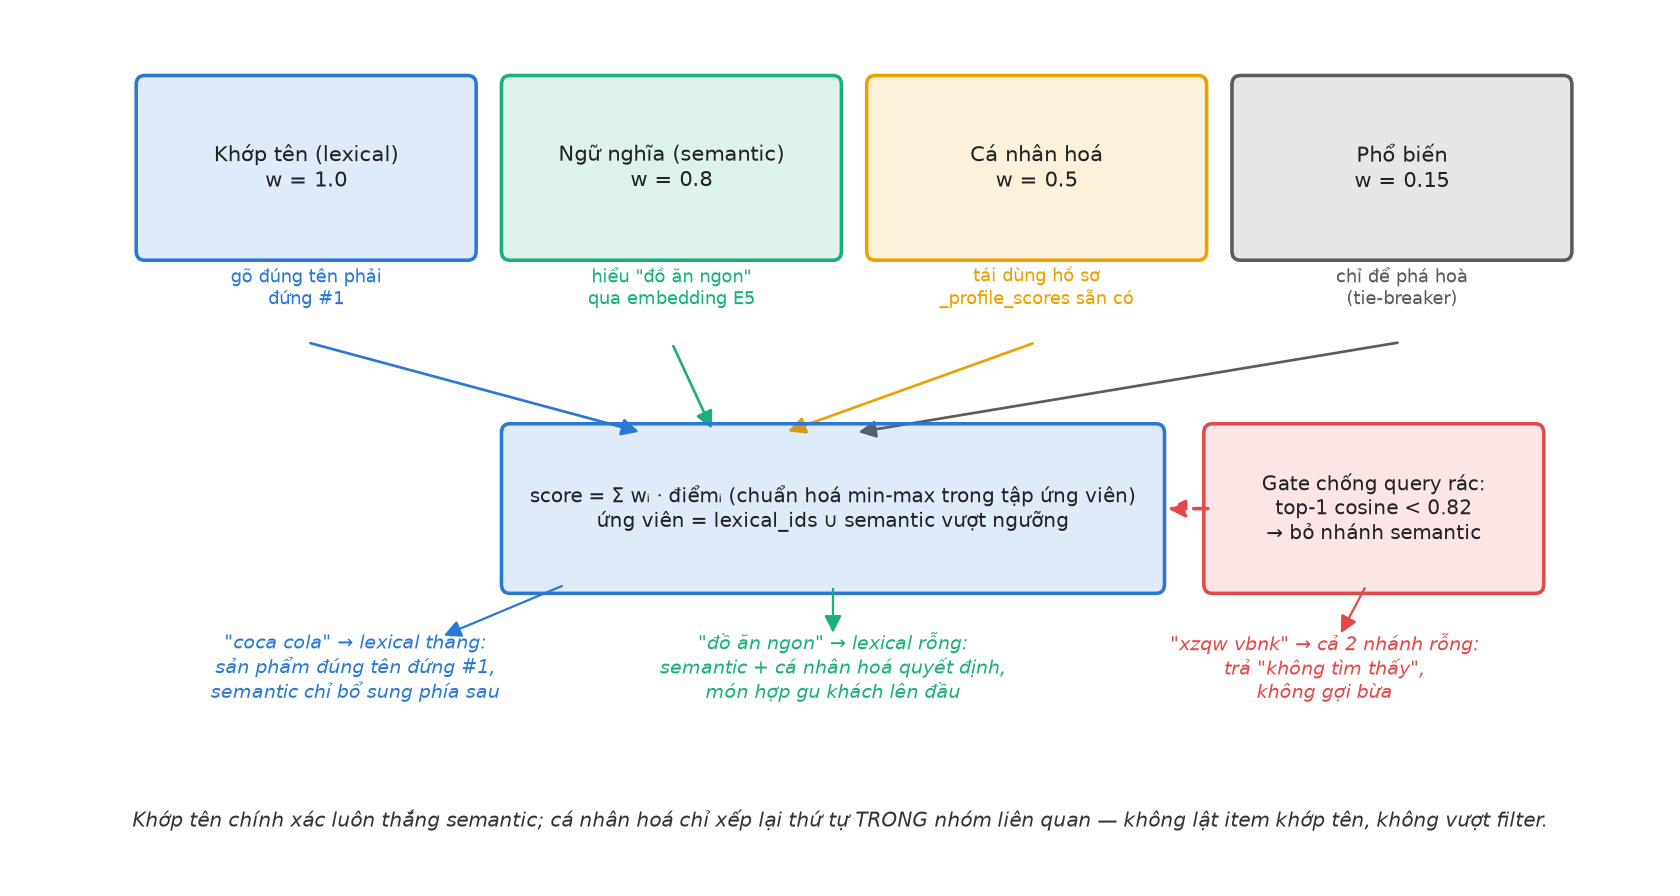 Khớp tên (lexical)
w = 1.0
Ngữ nghĩa (semantic)
w = 0.8
Cá nhân hoá
w = 0.5
Phổ biến
w = 0.15
gõ đúng tên phải
đứng #1
hiểu "đồ ăn ngon"
qua embedding E5
tái dùng hồ sơ
_profile_scores sẵn có
chỉ để phá hoà
(tie-breaker)
score = Σ wᵢ · điểmᵢ (chuẩn hoá min-max trong tập ứng viên)
ứng viên = lexical_ids ∪ semantic vượt ngưỡng
Gate chống query rác:
top-1 cosine < 0.82
→ bỏ nhánh semantic
"coca cola" → lexical thắng:
sản phẩm đúng tên đứng #1,
semantic chỉ bổ sung phía sau
"đồ ăn ngon" → lexical rỗng:
semantic + cá nhân hoá quyết định,
món hợp gu khách lên đầu
"xzqw vbnk" → cả 2 nhánh rỗng:
trả "không tìm thấy",
không gợi bừa
Khớp tên chính xác luôn thắng semantic; cá nhân hoá chỉ xếp lại thứ tự TRONG nhóm liên quan — không lật item khớp tên, không vượt filter.